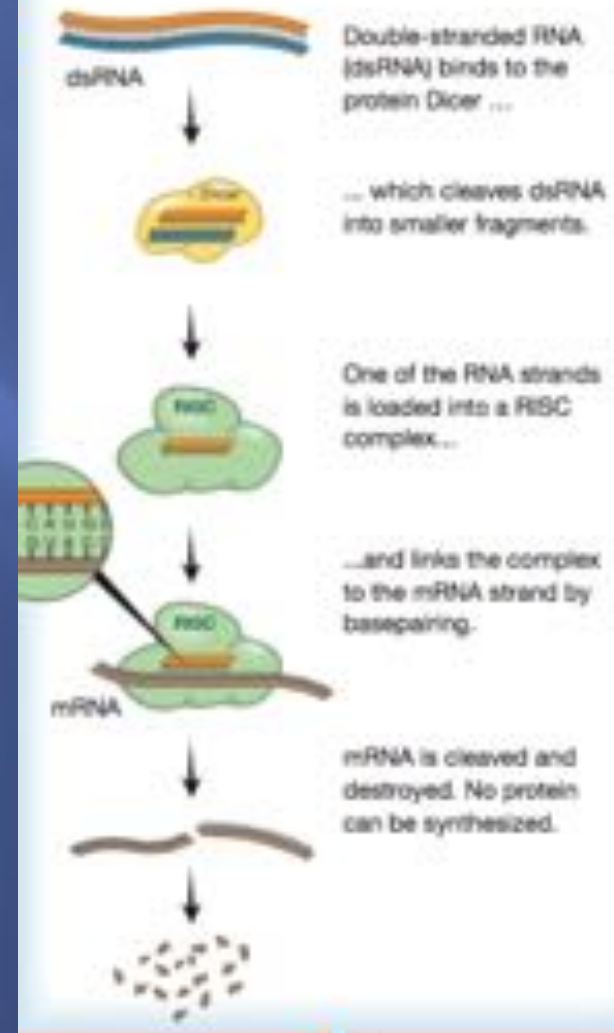 Double-stranded RNA
(dsRNA) binds to the
protein Dicer ...
dsRNA
... which cleaves dsRNA
into smaller fragments.
Dicer
One of the RNA strands
is loaded into a RISC
complex...
RISC
...and links the complex
to the mRNA strand by
basepairing.
RISC
mRNA
mRNA is cleaved and
destroyed. No protein
can be synthesized.